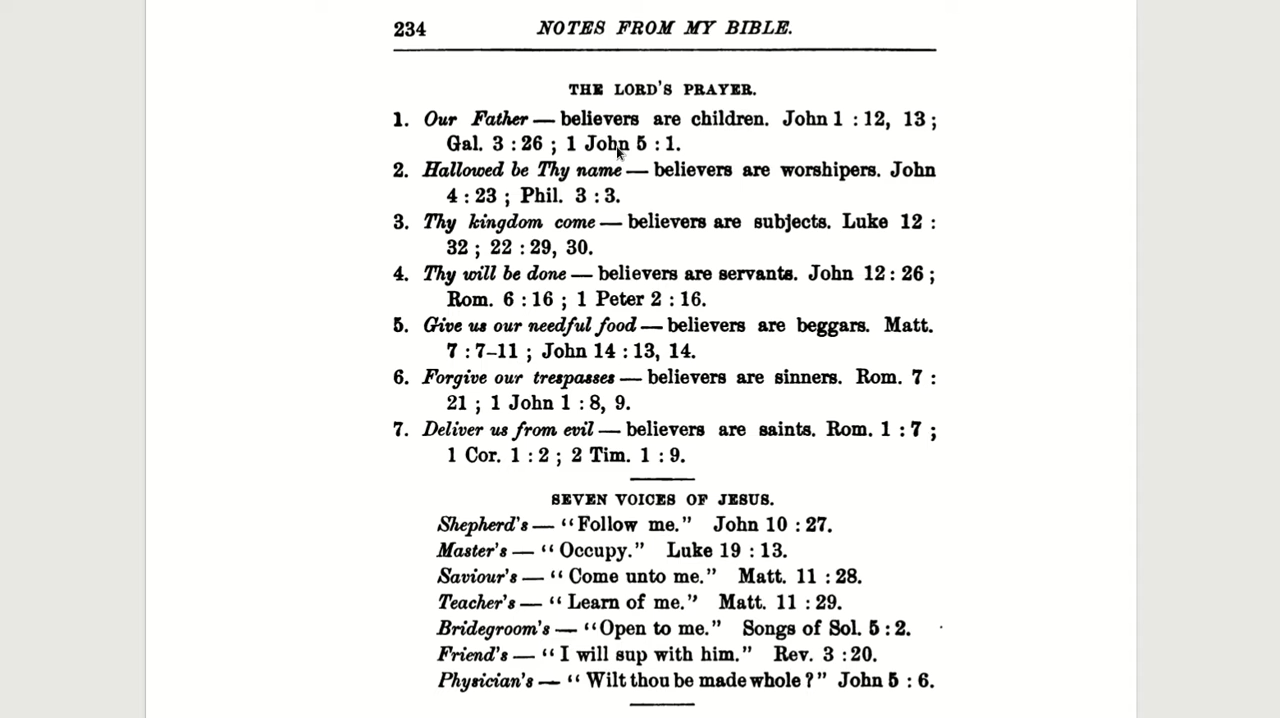 234 NOTES FROM MY BIBLE.
THE LORD'S PRAYER.
1. Our Father — believers are children. John 1 : 12, 13 ;
Gal. 3 : 26 ; 1 John 5 : 1.
2. Hallowed be Thy name — believers are worshipers. John
4 : 23 ; Phil. 3 : 3.
3. Thy kingdom come — believers are subjects. Luke 12 :
32 ; 22 : 29, 30.
4. Thy will be done — believers are servants. John 12 : 26 ;
Rom. 6 : 16 ; 1 Peter 2 : 16.
5. Give us our needful food — believers are beggars. Matt.
7 : 7–11 ; John 14 : 13, 14.
6. Forgive our trespasses — believers are sinners. Rom. 7 :
21 ; 1 John 1 : 8, 9.
7. Deliver us from evil — believers are saints. Rom. 1 : 7 ;
1 Cor. 1 : 2 ; 2 Tim. 1 : 9.
SEVEN VOICES OF JESUS.
Shepherd's — "Follow me." John 10 : 27.
Master's — "Occupy." Luke 19 : 13.
Saviour's — "Come unto me." Matt. 11 : 28.
Teacher's — "Learn of me." Matt. 11 : 29.
Bridegroom's — "Open to me." Songs of Sol. 5 : 2.
Friend's — "I will sup with him." Rev. 3 : 20.
Physician's — "Wilt thou be made whole ?" John 5 : 6.